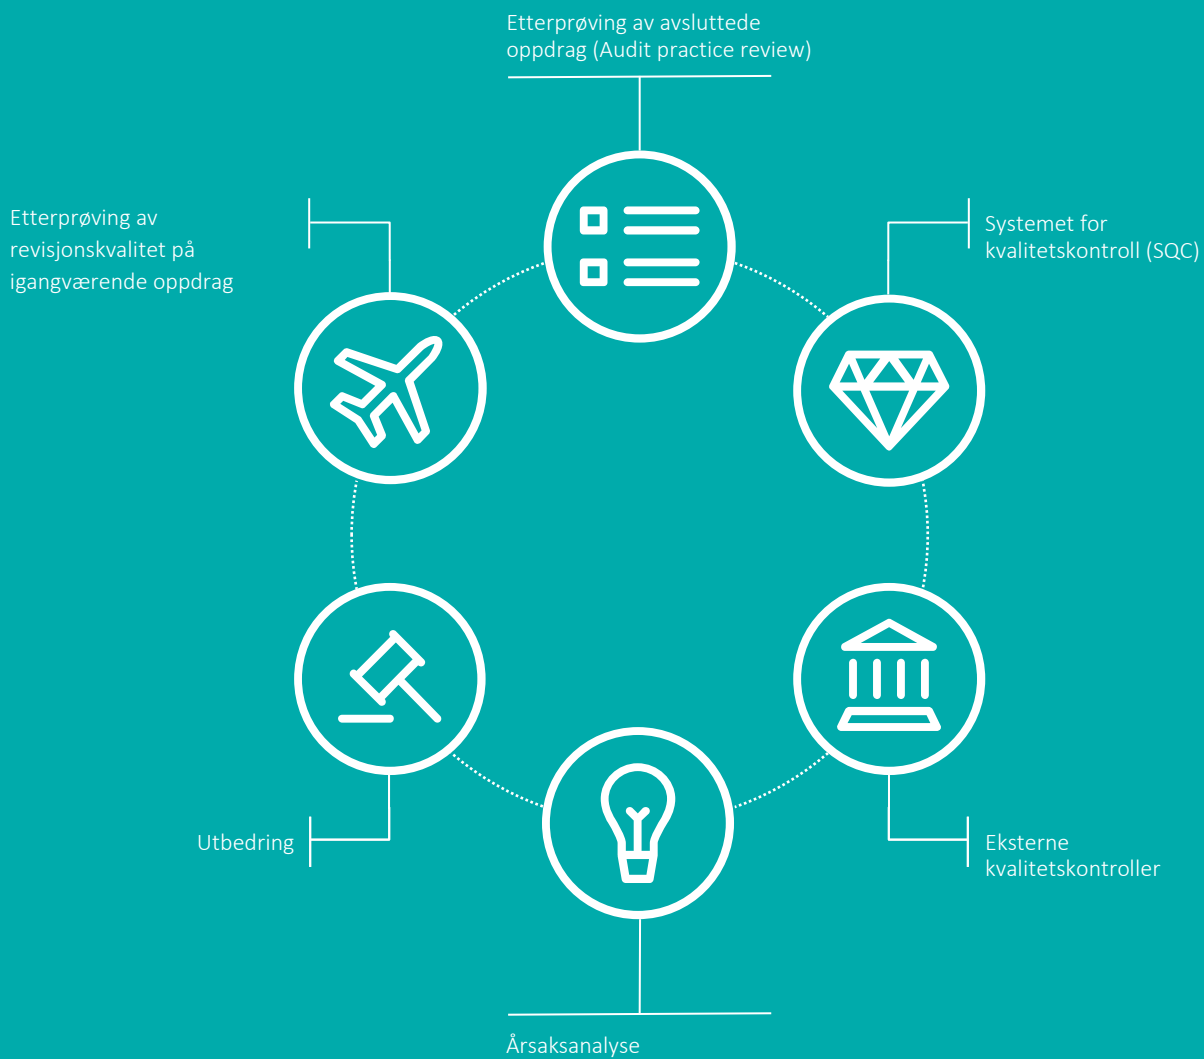 Etterprøving av avsluttede
oppdrag (Audit practice review)
Etterprøving av
revisjonskvalitet på
igangværende oppdrag
Systemet for
kvalitetskontroll (SQC)
Utbedring
Eksterne
kvalitetskontroller
Årsaksanalyse